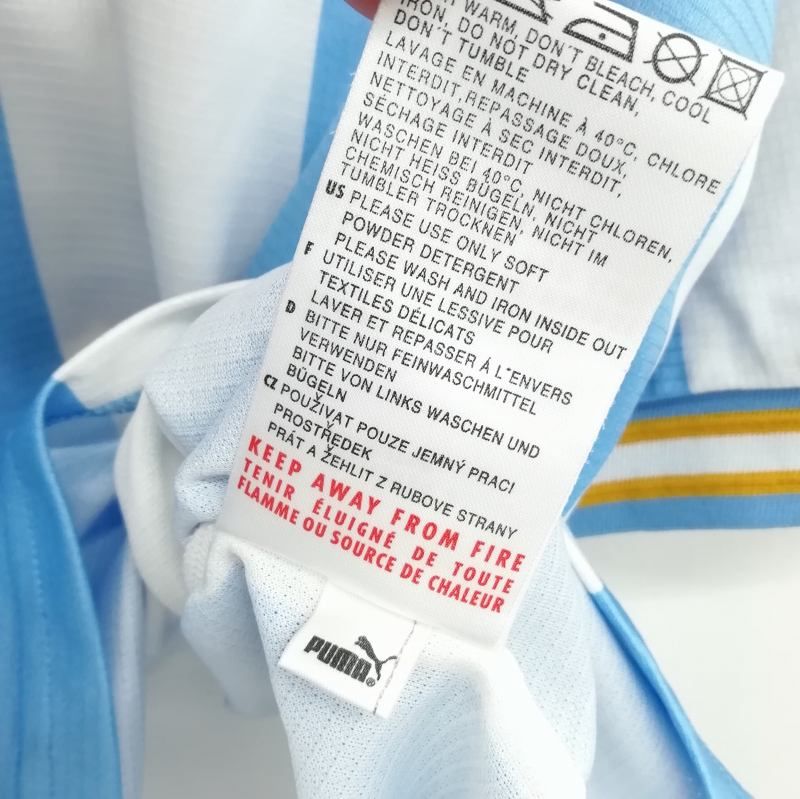 WARM, DON'T BLEACH, COOL
IRON, DO NOT DRY CLEAN,
DON'T TUMBLE
LAVAGE EN MACHINE À 40°C, CHLORE
INTERDIT, REPASSAGE DOUX,
NETTOYAGE À SEC INTERDIT,
SÉCHAGE INTERDIT
WASCHEN BEI 40°C, NICHT CHLOREN,
NICHT HEISS BÜGELN, NICHT
CHEMISCH REINIGEN, NICHT IM
TUMBLER TROCKNEN
US PLEASE USE ONLY SOFT
POWDER DETERGENT
PLEASE WASH AND IRON INSIDE OUT
F UTILISER UNE LESSIVE POUR
TEXTILES DÉLICATS
LAVER ET REPASSER À L'ENVERS
D BITTE NUR FEINWASCHMITTEL
VERWENDEN
BITTE VON LINKS WASCHEN UND
BÜGELN
CZ POUŽÍVAT POUZE JEMNÝ PRACI
PROSTŘEDEK
PRÁT A ŽEHLIT Z RUBOVE STRANY
KEEP AWAY FROM FIRE
TENIR ÉLUIGNÉ DE TOUTE
FLAMME OU SOURCE DE CHALEUR
PUMA®